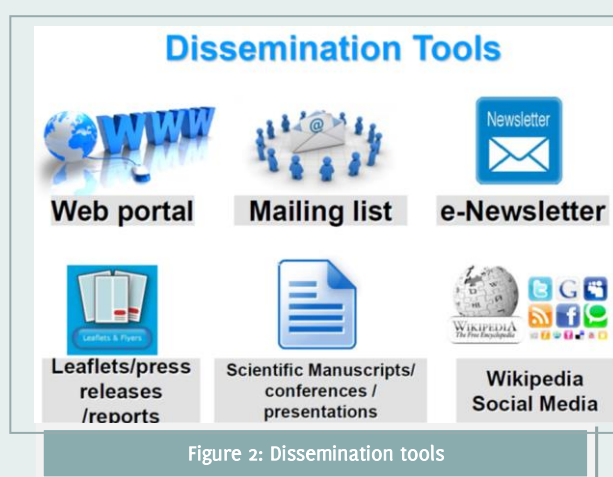 Dissemination Tools
WWW
@
Newsletter
Web portal
Mailing list
e-Newsletter
Leaflets & Flyers
WIKIPEDIA
The Free Encyclopedia
G
f
Leaflets/press
releases
/reports
Scientific Manuscripts/
conferences /
presentations
Wikipedia
Social Media
Figure 2: Dissemination tools